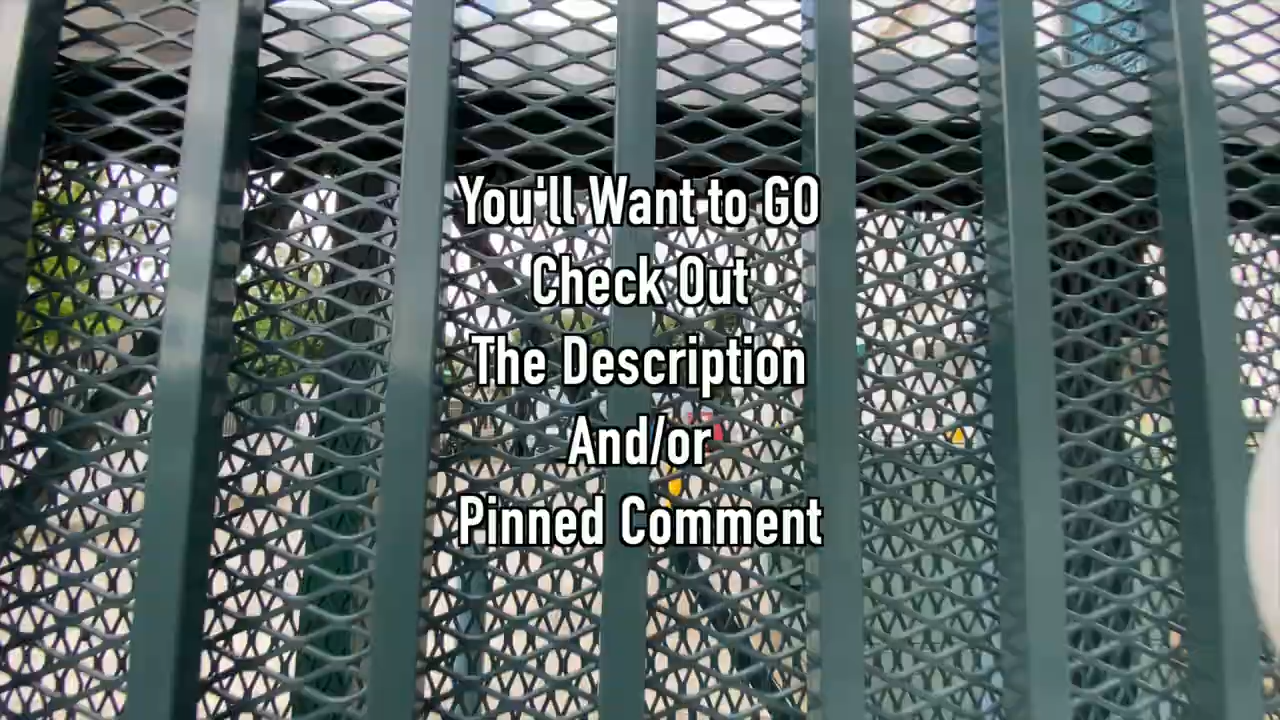 You'll Want to GO
Check Out
The Description
And/or
Pinned Comment